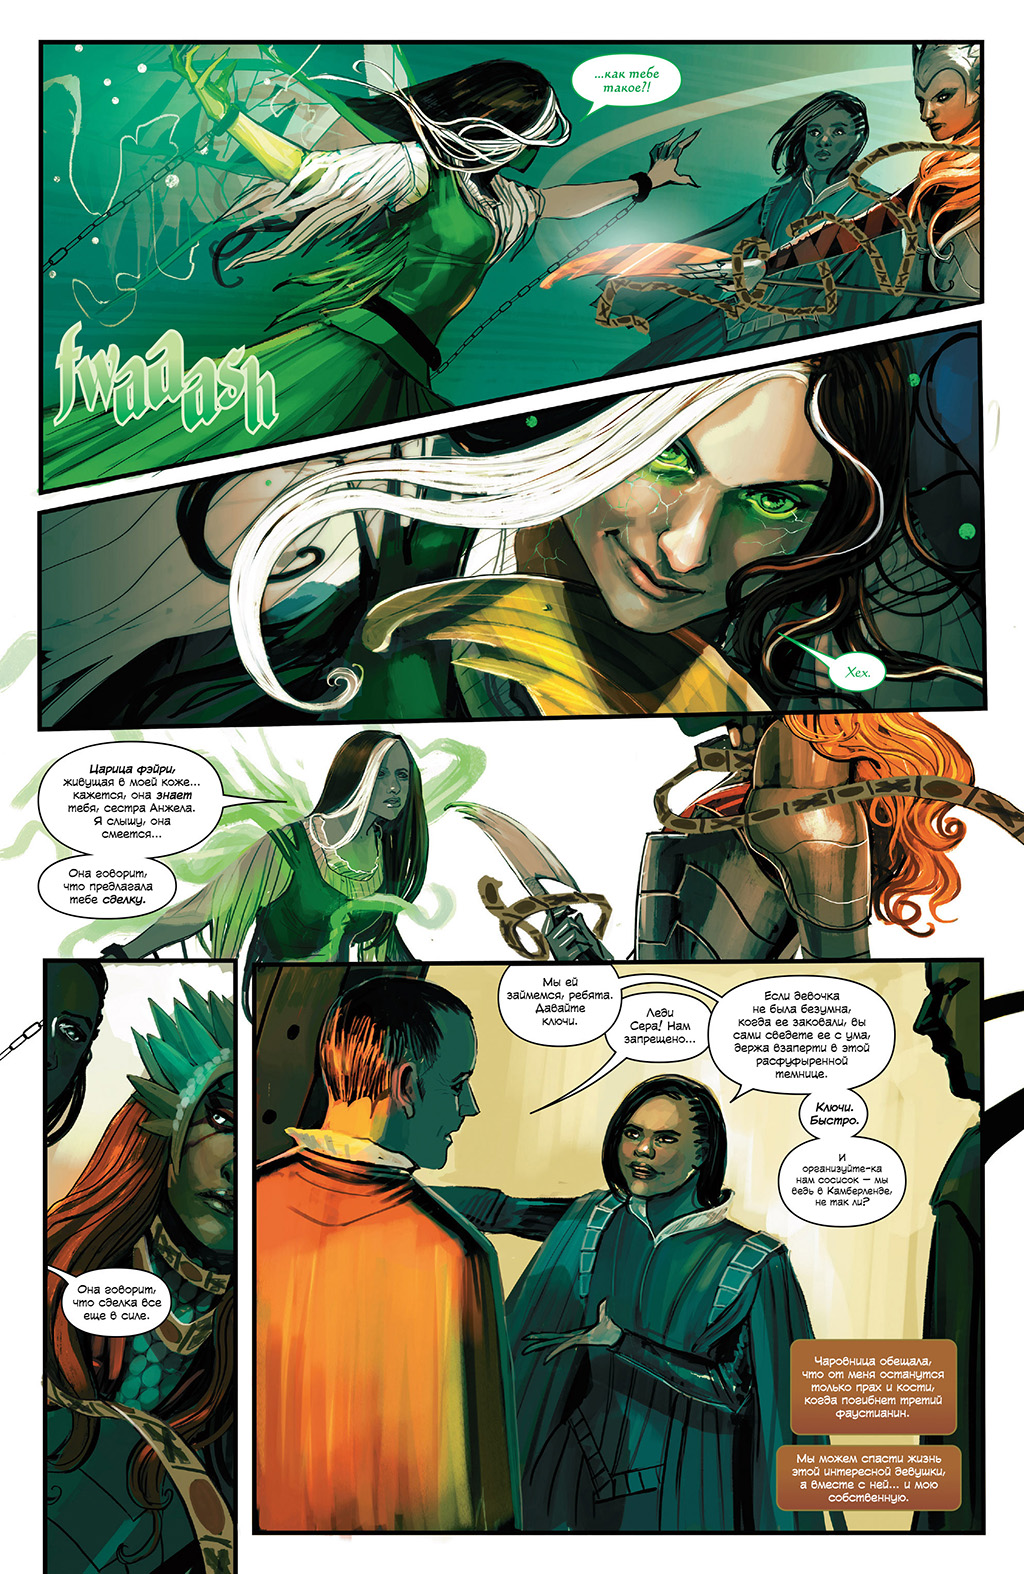 ...как тебе
такое?!
fwadash
Хех.
Царица фэйри,
живущая в моей коже...
кажется, она знает
тебя, сестра Анжела.
Я слышу, она
смеется...
Она говорит,
что предлагала
тебе сделку.
Она говорит,
что сделка все
еще в силе.
Мы ей
займемся, ребята.
Давайте
ключи.
Леди
Сера! Нам
запрещено...
Если девочка
не была безумна,
когда ее заковали, вы
сами сведете ее с ума,
держа взаперти в этой
расфуфыренной
темнице.
Ключи.
Быстро.
И
организуйте-ка
нам сосисок — мы
ведь в Камберленде,
не так ли?
Чаровница обещала,
что от меня останутся
только прах и кости,
когда погибнет третий
фаустианин.
Мы можем спасти жизнь
этой интересной девушки,
а вместе с ней... и мою
собственную.